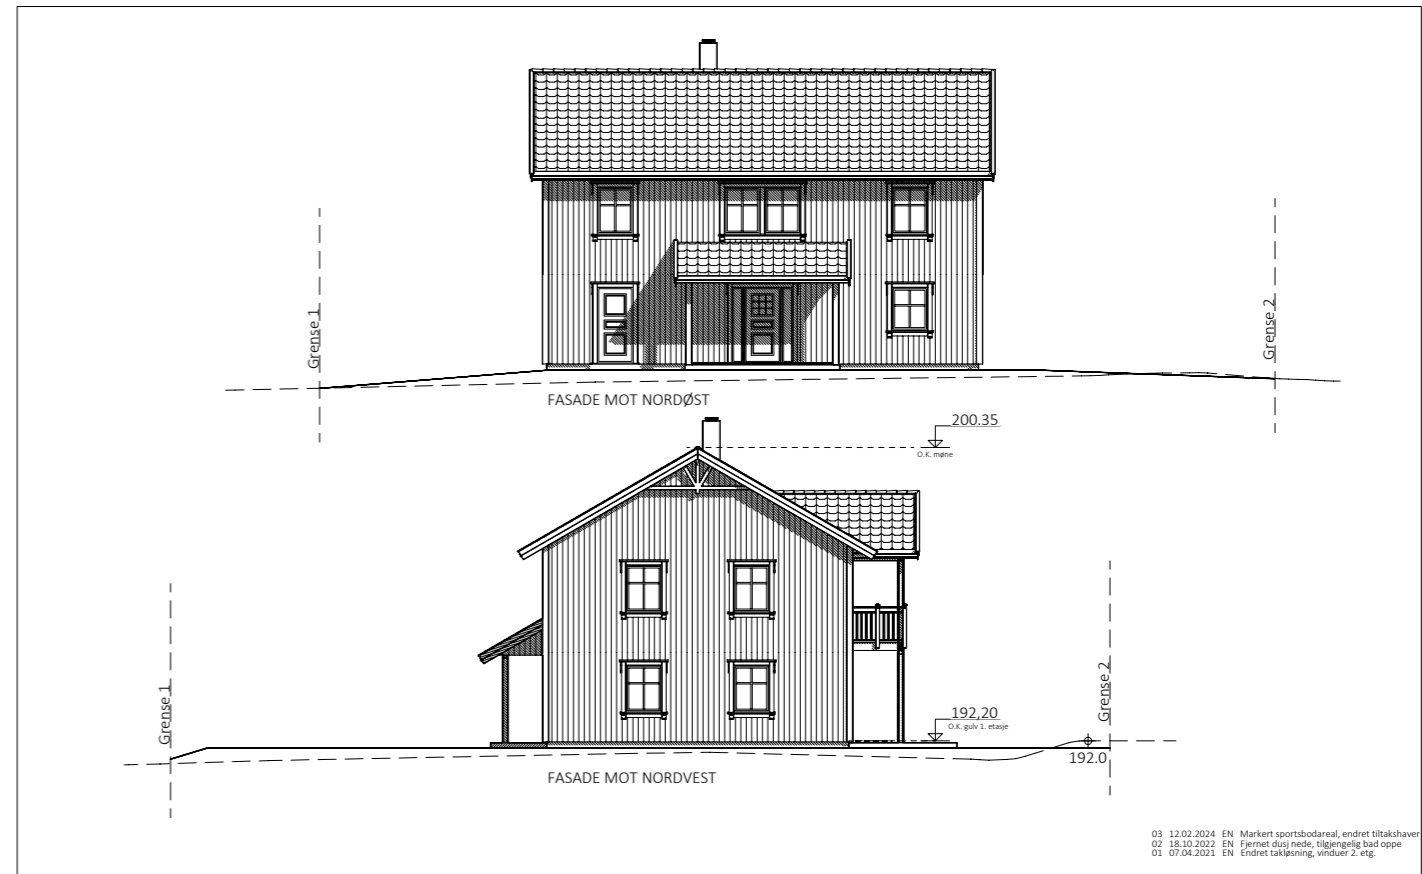 Grense 1
Grense 2
FASADE MOT NORDØST
200.35
O.K. møne
Grense 1
Grense 2
192,20
O.K. gulv 1. etasje
192.0
FASADE MOT NORDVEST
03 12.02.2024 EN Markert sportsbodareal, endret tiltakshaver
02 18.10.2022 EN Fjernet dusj nede, tilgjengelig bad oppe
01 07.04.2021 EN Endret takløsning, vinduer 2. etg.